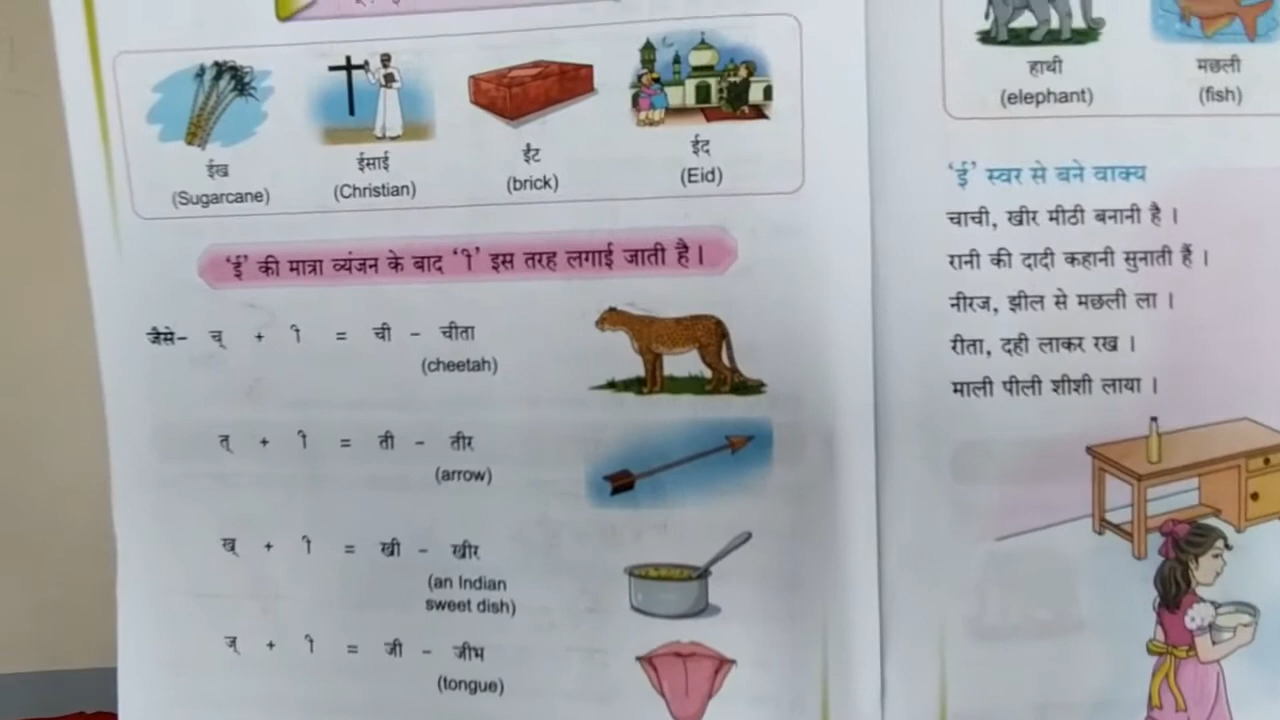 ईख
(Sugarcane)
ईसाई
(Christian)
ईंट
(brick)
ईद
(Eid)
‘ई’ की मात्रा व्यंजन के बाद ‘ी’ इस तरह लगाई जाती है।
जैसे- च् + ी = ची - चीता
(cheetah)
त् + ी = ती - तीर
(arrow)
ख् + ी = खी - खीर
(an Indian
sweet dish)
ज् + ी = जी - जीभ
(tongue)
हाथी
(elephant)
मछली
(fish)
‘ई’ स्वर से बने वाक्य
चाची, खीर मीठी बनानी है।
रानी की दादी कहानी सुनाती हैं।
नीरज, झील से मछली ला।
रीता, दही लाकर रख।
माली पीली शीशी लाया।